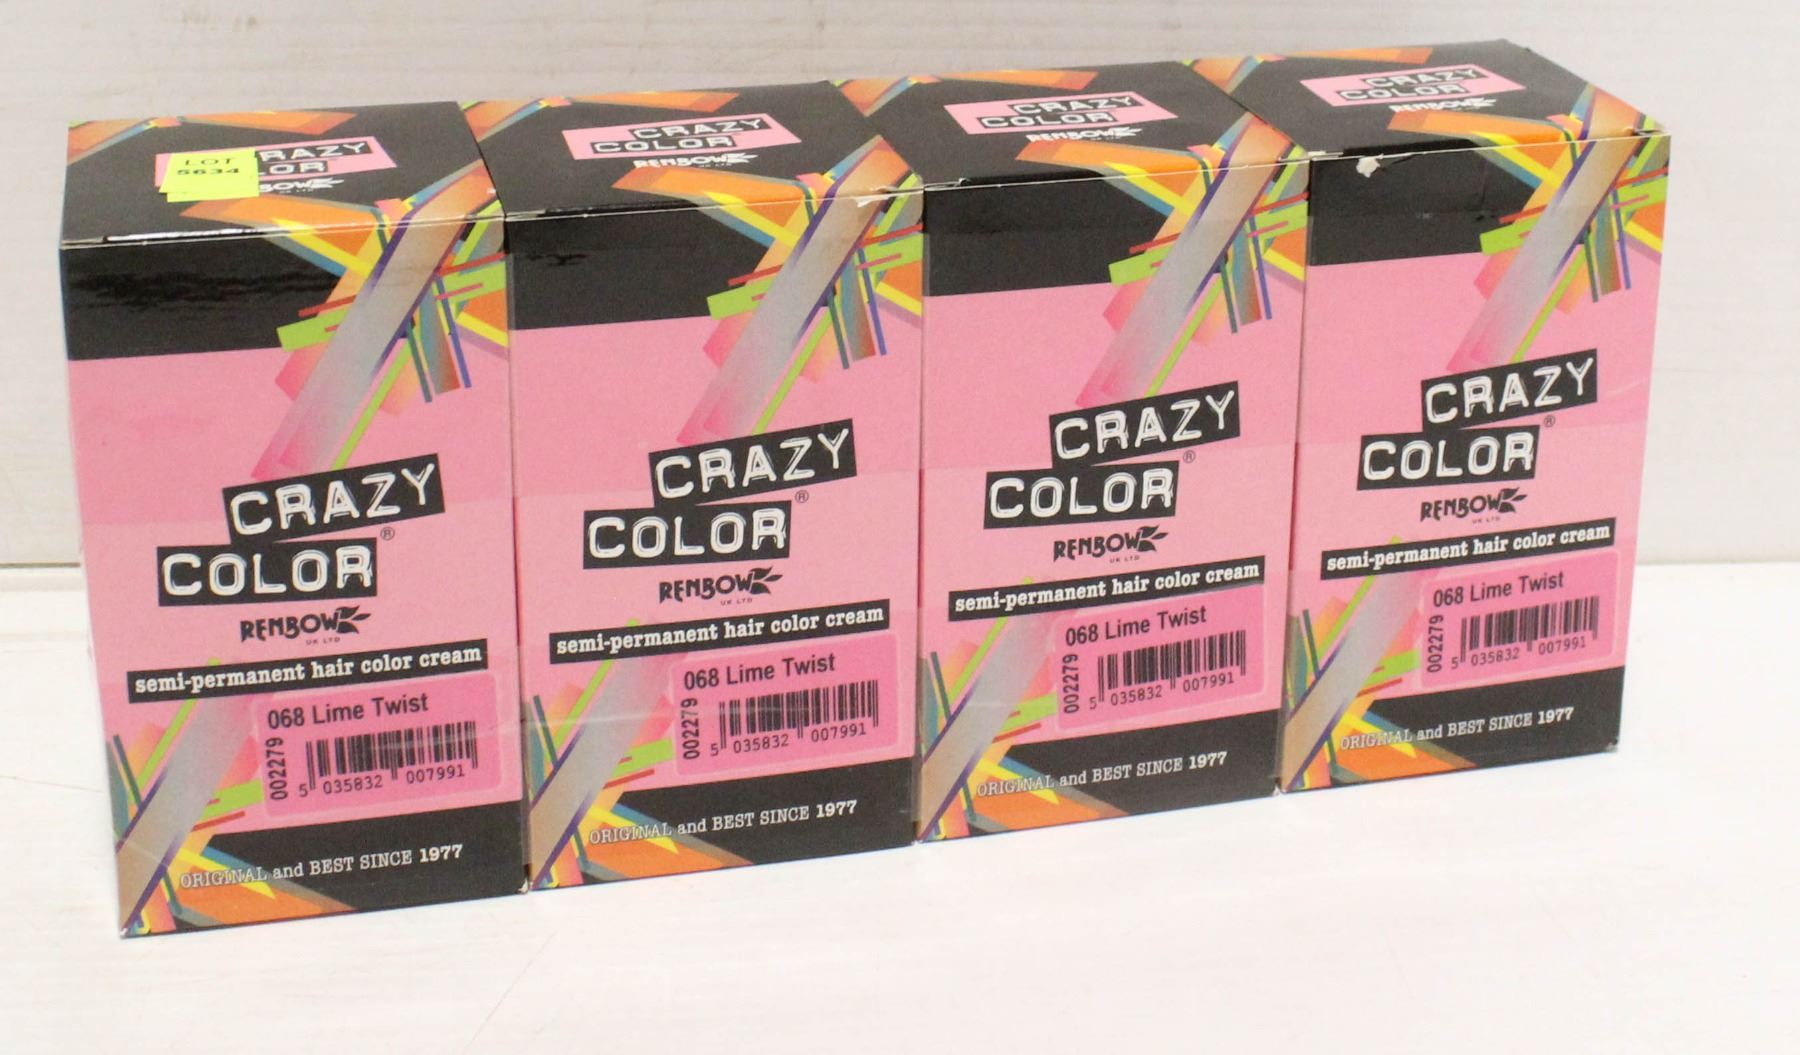 LOT
5634
CRAZY
COLOR
RENBOW
CRAZY
COLOR
RENBOW
UK LTD
CRAZY
COLOR
RENBOW
UK LTD
CRAZY
COLOR
RENBOW
CRAZY
COLOR®
RENBOW
UK LTD
semi-permanent hair color cream
068 Lime Twist
002279
5 035832 007991
ORIGINAL and BEST SINCE 1977
CRAZY
COLOR®
RENBOW
UK LTD
semi-permanent hair color cream
068 Lime Twist
002279
5 035832 007991
ORIGINAL and BEST SINCE 1977
CRAZY
COLOR®
RENBOW
UK LTD
semi-permanent hair color cream
068 Lime Twist
002279
5 035832 007991
ORIGINAL and BEST SINCE 1977
CRAZY
COLOR®
RENBOW
UK LTD
semi-permanent hair color cream
068 Lime Twist
002279
5 035832 007991
ORIGINAL and BEST SINCE 1977